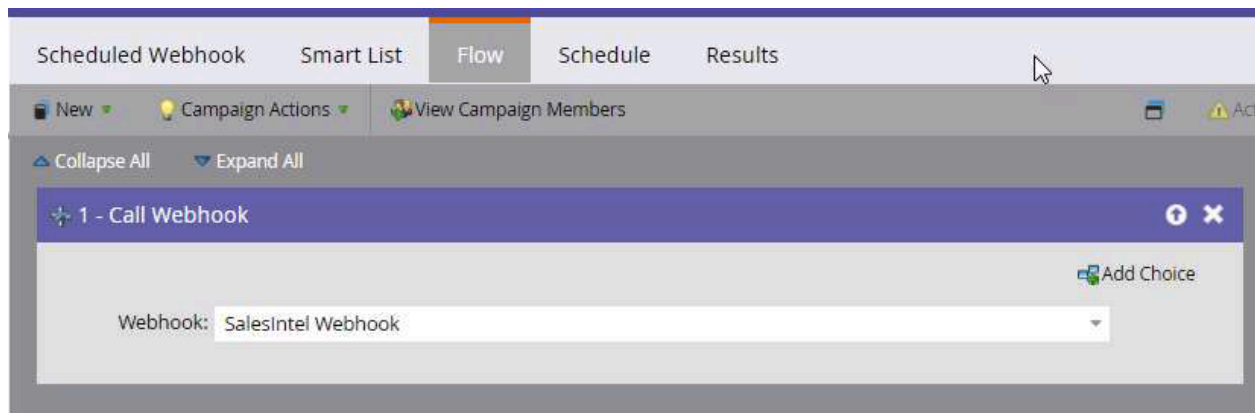 Scheduled Webhook Smart List Flow Schedule Results
New Campaign Actions View Campaign Members
Collapse All Expand All
1 - Call Webhook
Add Choice
Webhook: SalesIntel Webhook